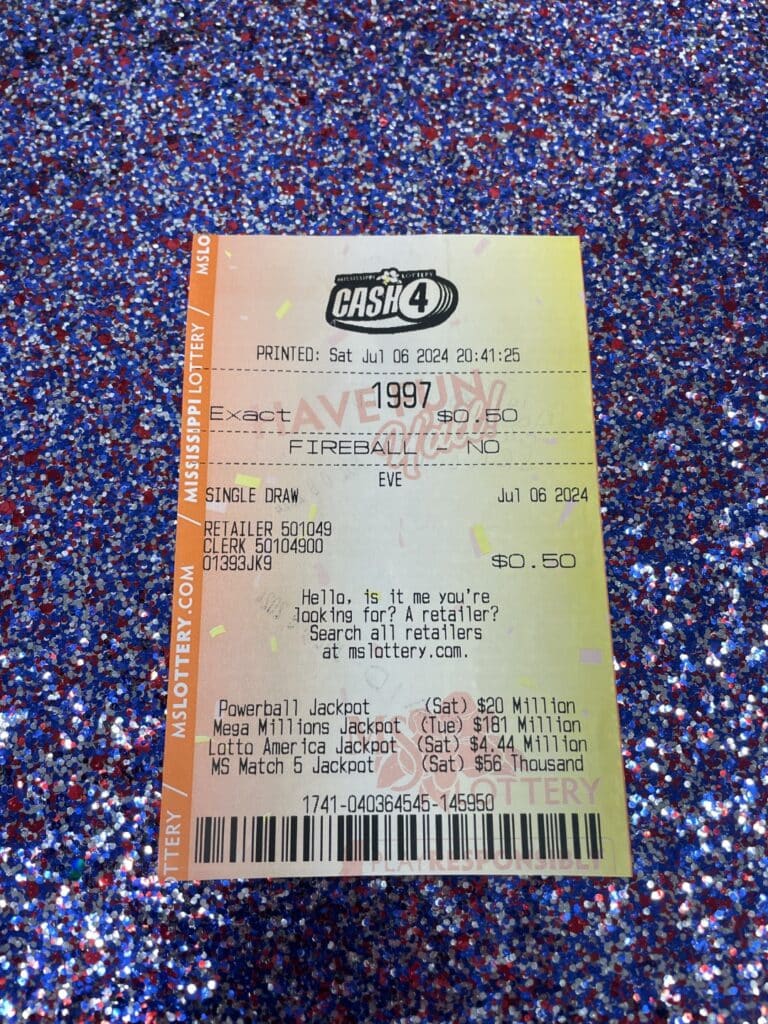 MISSISSIPPI LOTTERY
CASH 4
PRINTED: Sat Jul 06 2024 20:41:25
1997
Exact $0.50
FIREBALL - NO
EVE
SINGLE DRAW Jul 06 2024
RETAILER 501049
CLERK 50104900
01393JK9 $0.50
Hello, is it me you're
looking for? A retailer?
Search all retailers
at mslottery.com.
Powerball Jackpot (Sat) $20 Million
Mega Millions Jackpot (Tue) $181 Million
Lotto America Jackpot (Sat) $4.44 Million
MS Match 5 Jackpot (Sat) $56 Thousand
1741-040364545-145950
HAVE FUN
Y'all
MS LOTTERY
PLAY RESPONSIBLY
MSLO
MISSISSIPPI LOTTERY /
MSLOTTERY.COM /
OTTERY /